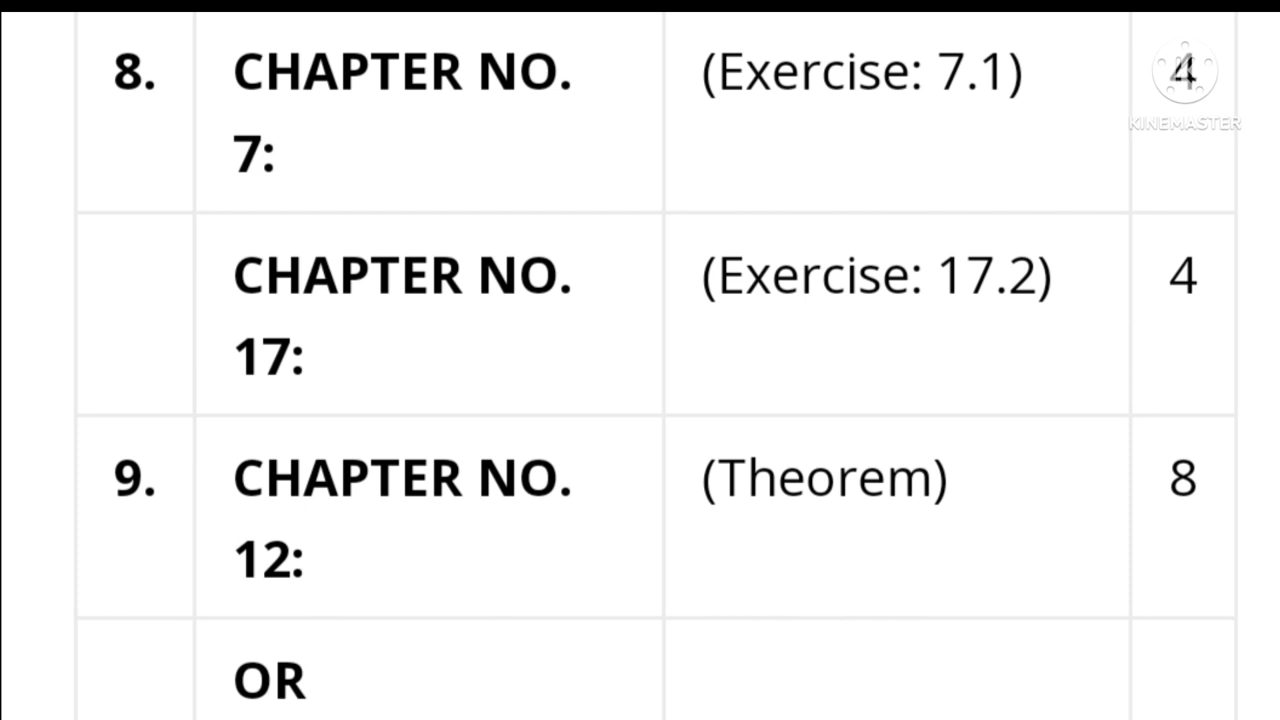 8. CHAPTER NO. (Exercise: 7.1) 4
7:
KINEMASTER
CHAPTER NO. (Exercise: 17.2) 4
17:
9. CHAPTER NO. (Theorem) 8
12:
OR